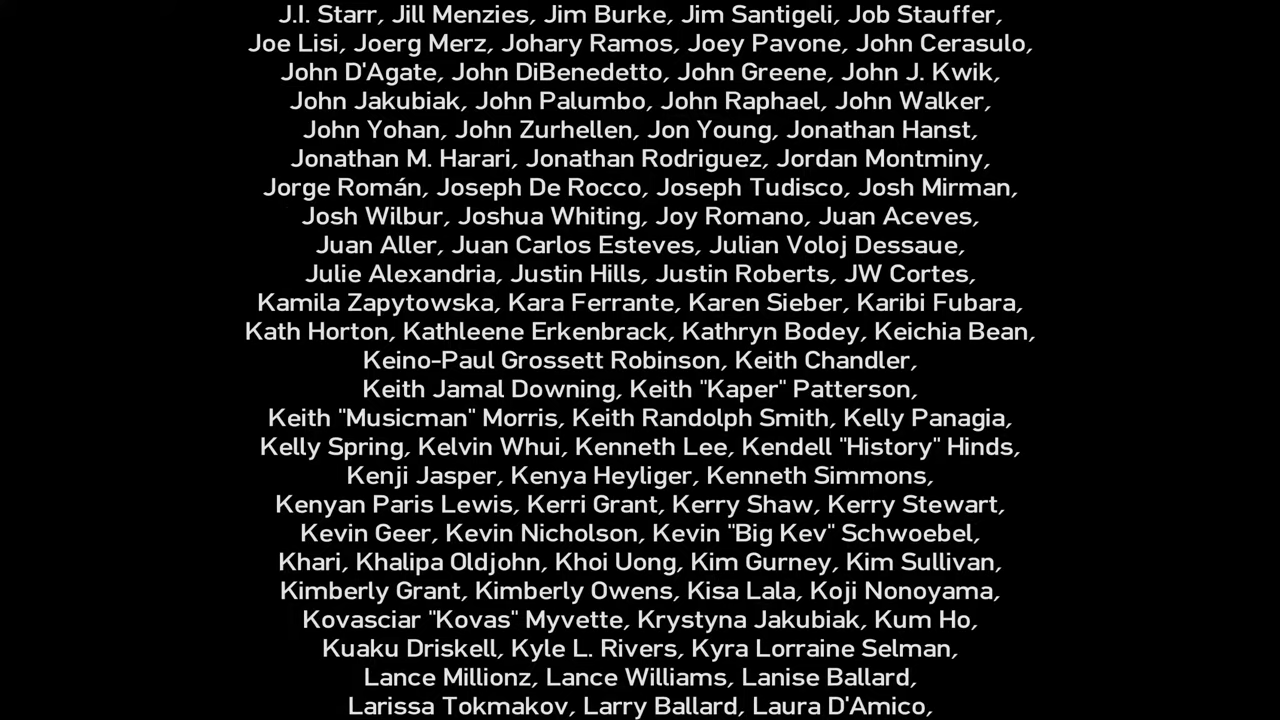 J.I. Starr, Jill Menzies, Jim Burke, Jim Santigeli, Job Stauffer,
Joe Lisi, Joerg Merz, Johary Ramos, Joey Pavone, John Cerasulo,
John D'Agate, John DiBenedetto, John Greene, John J. Kwik,
John Jakubiak, John Palumbo, John Raphael, John Walker,
John Yohan, John Zurhellen, Jon Young, Jonathan Hanst,
Jonathan M. Harari, Jonathan Rodriguez, Jordan Montminy,
Jorge Román, Joseph De Rocco, Joseph Tudisco, Josh Mirman,
Josh Wilbur, Joshua Whiting, Joy Romano, Juan Aceves,
Juan Aller, Juan Carlos Esteves, Julian Voloj Dessaue,
Julie Alexandria, Justin Hills, Justin Roberts, JW Cortes,
Kamila Zapytowska, Kara Ferrante, Karen Sieber, Karibi Fubara,
Kath Horton, Kathleene Erkenbrack, Kathryn Bodey, Keichia Bean,
Keino-Paul Grossett Robinson, Keith Chandler,
Keith Jamal Downing, Keith "Kaper" Patterson,
Keith "Musicman" Morris, Keith Randolph Smith, Kelly Panagia,
Kelly Spring, Kelvin Whui, Kenneth Lee, Kendell "History" Hinds,
Kenji Jasper, Kenya Heyliger, Kenneth Simmons,
Kenyan Paris Lewis, Kerri Grant, Kerry Shaw, Kerry Stewart,
Kevin Geer, Kevin Nicholson, Kevin "Big Kev" Schwoebel,
Khari, Khalipa Oldjohn, Khoi Uong, Kim Gurney, Kim Sullivan,
Kimberly Grant, Kimberly Owens, Kisa Lala, Koji Nonoyama,
Kovasciar "Kovas" Myvette, Krystyna Jakubiak, Kum Ho,
Kuaku Driskell, Kyle L. Rivers, Kyra Lorraine Selman,
Lance Millionz, Lance Williams, Lanise Ballard,
Larissa Tokmakov, Larry Ballard, Laura D'Amico,